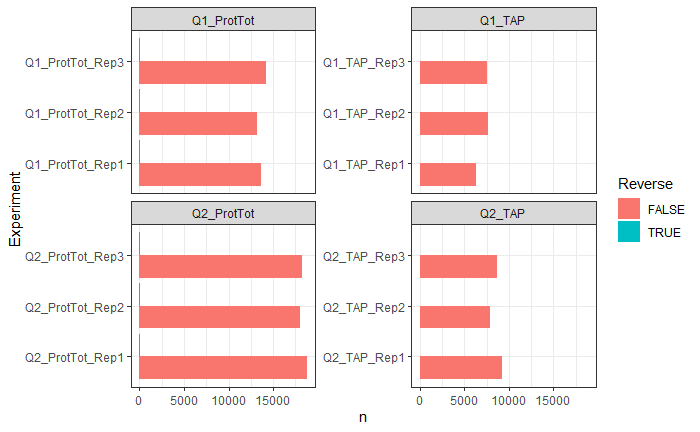 Q1_ProtTot
Q1_TAP
Q1_ProtTot_Rep3
Q1_ProtTot_Rep2
Q1_ProtTot_Rep1
Q1_TAP_Rep3
Q1_TAP_Rep2
Q1_TAP_Rep1
Experiment
Q2_ProtTot
Q2_TAP
Q2_ProtTot_Rep3
Q2_ProtTot_Rep2
Q2_ProtTot_Rep1
Q2_TAP_Rep3
Q2_TAP_Rep2
Q2_TAP_Rep1
0 5000 10000 15000
0 5000 10000 15000
n
Reverse
FALSE
TRUE